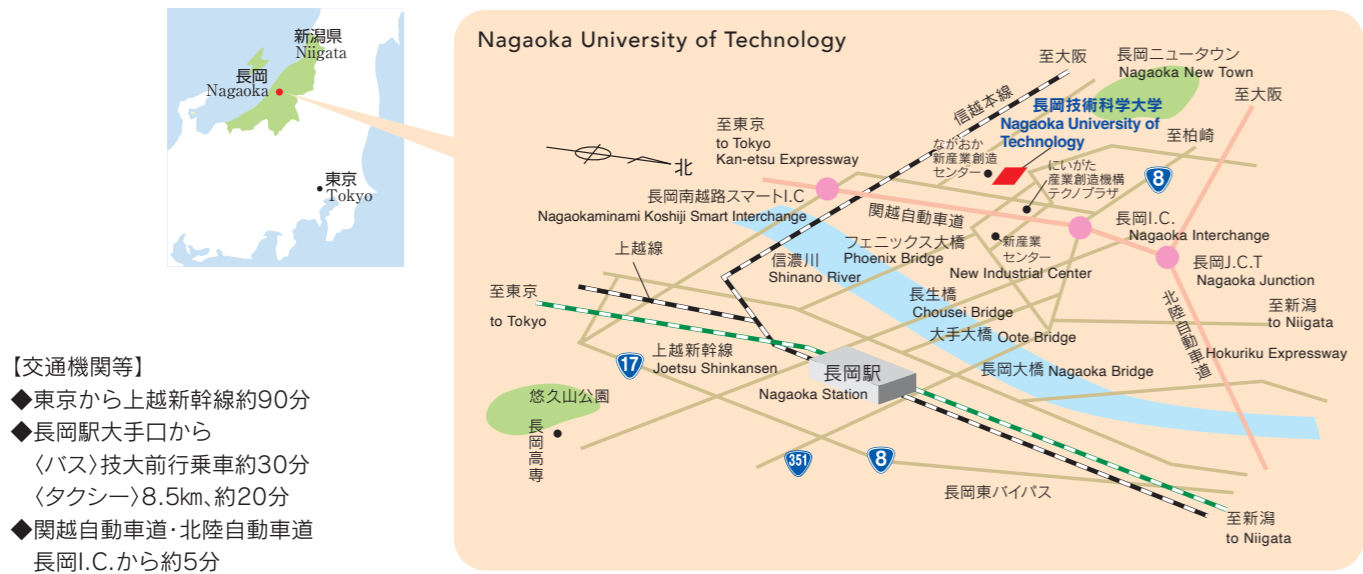 新潟県
Niigata
長岡
Nagaoka
東京
Tokyo
【交通機関等】
◆東京から上越新幹線約90分
◆長岡駅大手口から
〈バス〉技大前行乗車約30分
〈タクシー〉8.5km、約20分
◆関越自動車道・北陸自動車道
長岡I.C.から約5分
Nagaoka University of Technology
至大阪
長岡ニュータウン
Nagaoka New Town
至大阪
信越本線
長岡技術科学大学
Nagaoka University of
Technology
至東京
to Tokyo
Kan-etsu Expressway
至柏崎
北
ながおか
新産業創造
センター
にいがた
産業創造機構
テクノプラザ
8
長岡南越路スマートI.C
Nagaokaminami Koshiji Smart Interchange
関越自動車道
長岡I.C.
Nagaoka Interchange
上越線
信濃川
Shinano River
フェニックス大橋
Phoenix Bridge
新産業
センター
New Industrial Center
長岡J.C.T
Nagaoka Junction
至東京
to Tokyo
長生橋
Chousei Bridge
北陸自動車道
至新潟
to Niigata
大手大橋 Oote Bridge
17
上越新幹線
Joetsu Shinkansen
Hokuriku Expressway
長岡駅
Nagaoka Station
長岡大橋 Nagaoka Bridge
悠久山公園
長岡高専
351
8
長岡東バイパス
至新潟
to Niigata